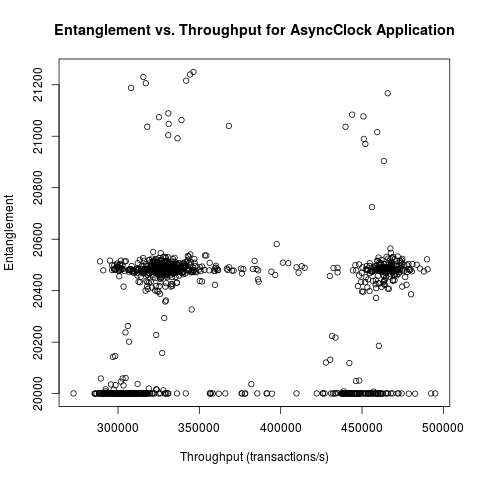 Entanglement vs. Throughput for AsyncClock Application
Entanglement
21200
21000
20800
20600
20400
20200
20000
300000 350000 400000 450000 500000
Throughput (transactions/s)